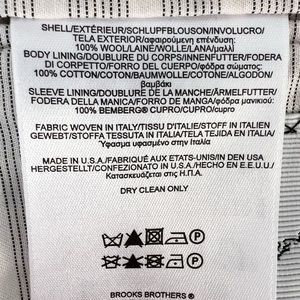 SHELL/EXTÉRIEUR/SCHLUPFBLOUSON/INVOLUCRO/
TELA EXTERIOR/αφαιρούμενη επένδυση:
100% WOOL/LAINE/WOLLE/LANA/μαλλί
BODY LINING/DOUBLURE DU CORPS/INNENFUTTER/FODERA
DI CORPETTO/FORRO DEL CUERPO/φόδρα σώματος:
100% COTTON/COTON/BAUMWOLLE/COTONE/ALGODON/
βαμβάκι
SLEEVE LINING/DOUBLURE DE LA MANCHE/ÄRMELFUTTER/
FODERA DELLA MANICA/FORRO DE MANGA/φόδρα μανικιού:
100% BEMBERG® CUPRO/CUPRO/cupro
FABRIC WOVEN IN ITALY/TISSU D'ITALIE/STOFF IN ITALIEN
GEWEBT/STOFFA TESSUTA IN ITALIA/TELA TEJIDA EN ITALIA/
Ύφασμα υφασμένο στην Ιταλία
MADE IN U.S.A./FABRIQUÉ AUX ETATS-UNIS/IN DEN USA
HERGESTELLT/CONFEZIONATO IN U.S.A./HECHO EN E.E.U.U./
Κατασκευάζεται στις Η.Π.Α.
DRY CLEAN ONLY
P
P
BROOKS BROTHERS®